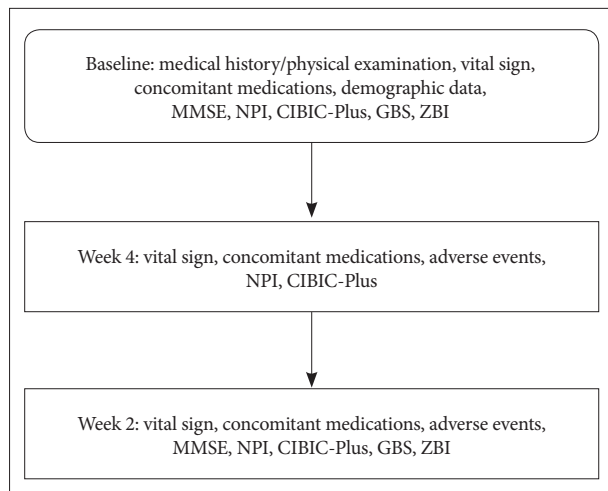 Baseline: medical history/physical examination, vital sign,
concomitant medications, demographic data,
MMSE, NPI, CIBIC-Plus, GBS, ZBI
Week 4: vital sign, concomitant medications, adverse events,
NPI, CIBIC-Plus
Week 2: vital sign, concomitant medications, adverse events,
MMSE, NPI, CIBIC-Plus, GBS, ZBI